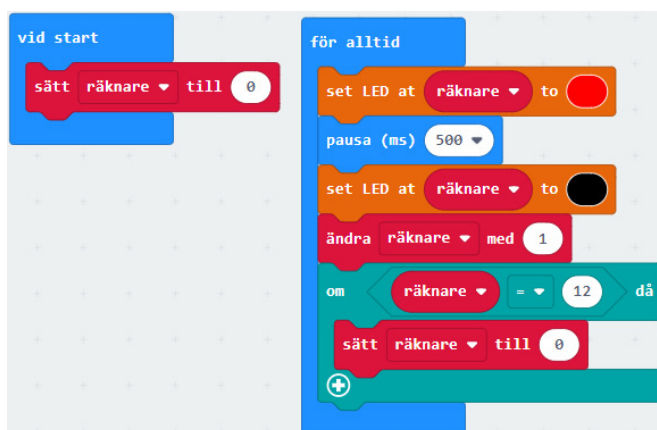 vid start
sätt räknare till 0
för alltid
set LED at räknare to
pausa (ms) 500
set LED at räknare to
ändra räknare med 1
om räknare = 12 då
sätt räknare till 0